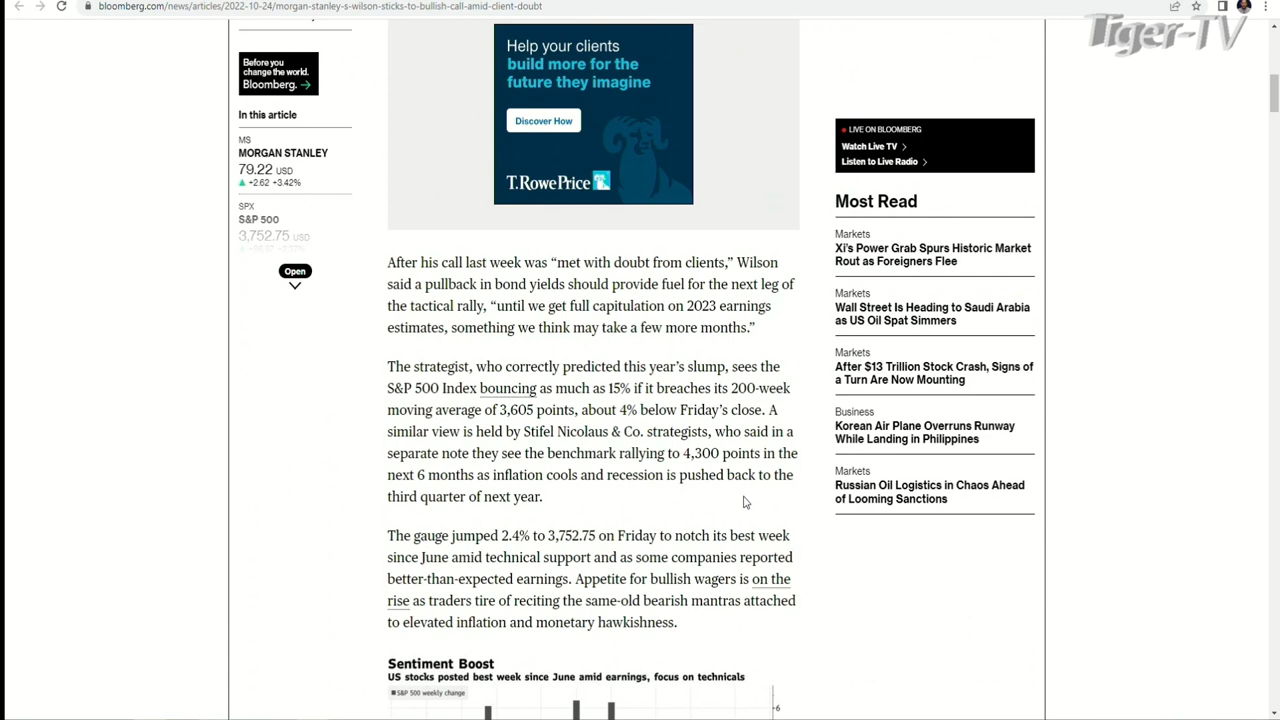 bloomberg.com/news/articles/2022-10-24/morgan-stanley-s-wilson-sticks-to-bullish-call-amid-client-doubt
Tiger-TV
Before you
change the world.
Bloomberg. →
In this article
MS
MORGAN STANLEY
79.22 USD
▲ +2.62 +3.42%
SPX
S&P 500
3,752.75 USD
Open
Help your clients
build more for the
future they imagine
Discover How
T.RowePrice
After his call last week was “met with doubt from clients,” Wilson
said a pullback in bond yields should provide fuel for the next leg of
the tactical rally, “until we get full capitulation on 2023 earnings
estimates, something we think may take a few more months.”
The strategist, who correctly predicted this year’s slump, sees the
S&P 500 Index bouncing as much as 15% if it breaches its 200-week
moving average of 3,605 points, about 4% below Friday’s close. A
similar view is held by Stifel Nicolaus & Co. strategists, who said in a
separate note they see the benchmark rallying to 4,300 points in the
next 6 months as inflation cools and recession is pushed back to the
third quarter of next year.
The gauge jumped 2.4% to 3,752.75 on Friday to notch its best week
since June amid technical support and as some companies reported
better-than-expected earnings. Appetite for bullish wagers is on the
rise as traders tire of reciting the same-old bearish mantras attached
to elevated inflation and monetary hawkishness.
Sentiment Boost
US stocks posted best week since June amid earnings, focus on technicals
S&P 500 weekly change
6
LIVE ON BLOOMBERG
Watch Live TV
Listen to Live Radio
Most Read
Markets
Xi’s Power Grab Spurs Historic Market
Rout as Foreigners Flee
Markets
Wall Street Is Heading to Saudi Arabia
as US Oil Spat Simmers
Markets
After $13 Trillion Stock Crash, Signs of
a Turn Are Now Mounting
Business
Korean Air Plane Overruns Runway
While Landing in Philippines
Markets
Russian Oil Logistics in Chaos Ahead
of Looming Sanctions